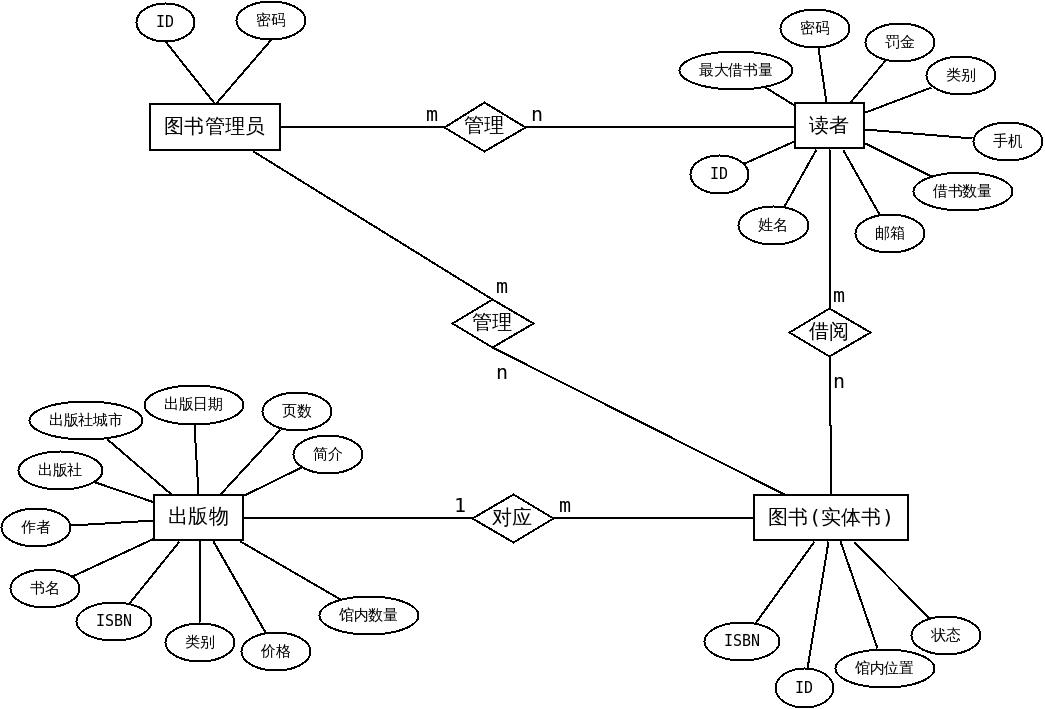 ID
密码
密码
罚金
最大借书量
类别
图书管理员
m
管理
n
读者
手机
ID
借书数量
姓名
邮箱
m
管理
n
m
借阅
n
出版社城市
出版日期
页数
简介
出版社
作者
出版物
1
对应
m
图书(实体书)
书名
ISBN
类别
价格
馆内数量
ISBN
ID
馆内位置
状态